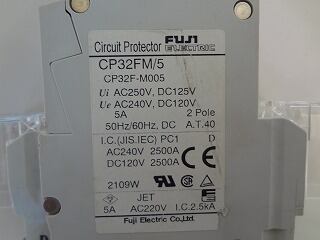 Circuit Protector FUJI ELECTRIC
CP32FM/5
CP32F-M005
Ui AC250V, DC125V
Ue AC240V, DC120V
5A 2 Pole
50Hz/60Hz, DC A.T.40
I.C.(JIS.IEC) PC1 D
AC240V 2500A
DC120V 2500A CE
2109W
JET
5A AC220V I.C.2.5kA
Fuji Electric Co.,Ltd.